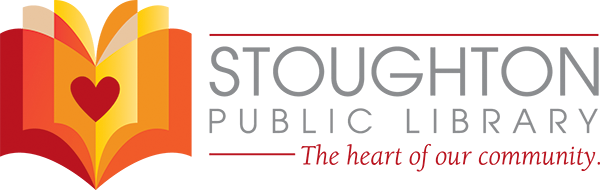 STOUGHTON
PUBLIC LIBRARY
The heart of our community.